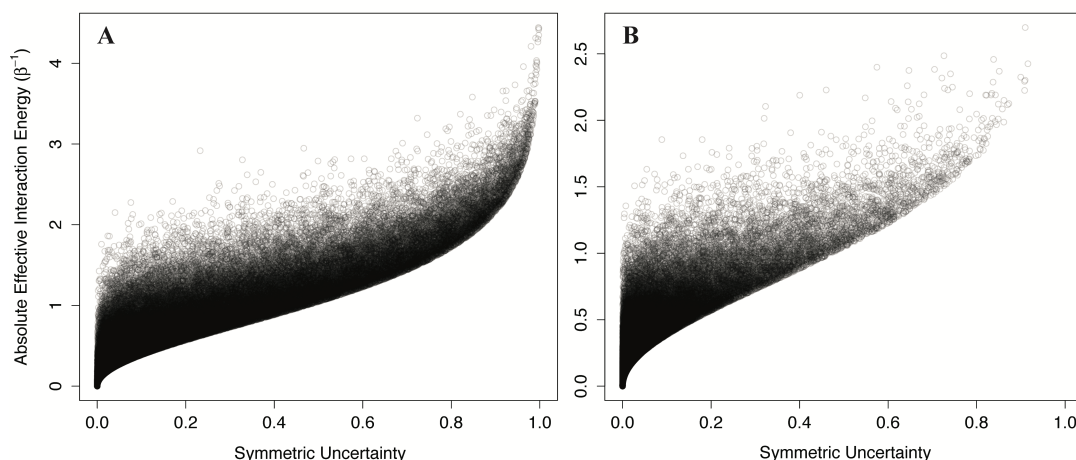 A
B
Absolute Effective Interaction Energy (β⁻¹)
0
1
2
3
4
0.0
0.5
1.0
1.5
2.0
2.5
0.0 0.2 0.4 0.6 0.8 1.0
0.0 0.2 0.4 0.6 0.8 1.0
Symmetric Uncertainty
Symmetric Uncertainty